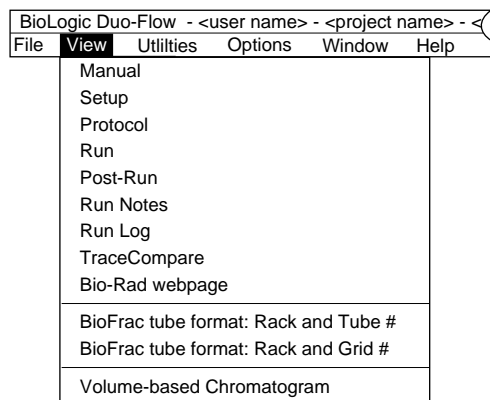 BioLogic Duo-Flow - <user name> - <project name> - <
File View Utlilties Options Window Help
Manual
Setup
Protocol
Run
Post-Run
Run Notes
Run Log
TraceCompare
Bio-Rad webpage
BioFrac tube format: Rack and Tube #
BioFrac tube format: Rack and Grid #
Volume-based Chromatogram